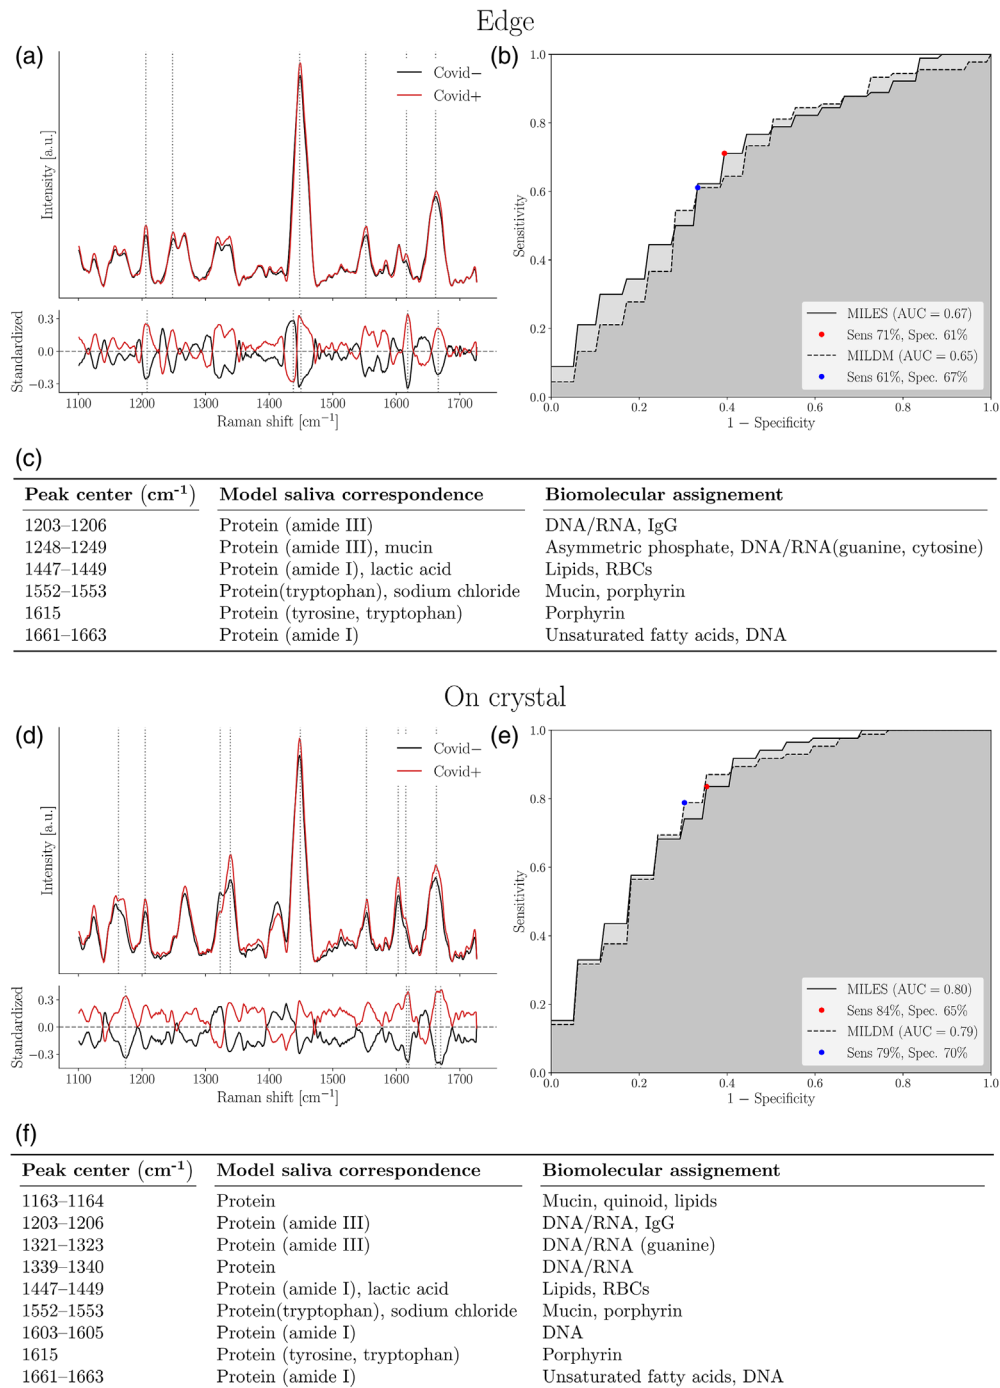 Edge
(a)
Covid−
Covid+
Intensity [a.u.]
0.3
0.0
−0.3
Standardized
1100 1200 1300 1400 1500 1600 1700
Raman shift [cm⁻¹]
(b)
1.0
0.8
0.6
0.4
0.2
0.0
Sensitivity
MILES (AUC = 0.67)
Sens 71%, Spec. 61%
MILDM (AUC = 0.65)
Sens 61%, Spec. 67%
0.0 0.2 0.4 0.6 0.8 1.0
1 − Specificity
(c)
Peak center (cm⁻¹) Model saliva correspondence Biomolecular assignement
1203–1206 Protein (amide III) DNA/RNA, IgG
1248–1249 Protein (amide III), mucin Asymmetric phosphate, DNA/RNA(guanine, cytosine)
1447–1449 Protein (amide I), lactic acid Lipids, RBCs
1552–1553 Protein(tryptophan), sodium chloride Mucin, porphyrin
1615 Protein (tyrosine, tryptophan) Porphyrin
1661–1663 Protein (amide I) Unsaturated fatty acids, DNA
On crystal
(d)
Covid−
Covid+
Intensity [a.u.]
0.3
0.0
−0.3
Standardized
1100 1200 1300 1400 1500 1600 1700
Raman shift [cm⁻¹]
(e)
1.0
0.8
0.6
0.4
0.2
0.0
Sensitivity
MILES (AUC = 0.80)
Sens 84%, Spec. 65%
MILDM (AUC = 0.79)
Sens 79%, Spec. 70%
0.0 0.2 0.4 0.6 0.8 1.0
1 − Specificity
(f)
Peak center (cm⁻¹) Model saliva correspondence Biomolecular assignement
1163–1164 Protein Mucin, quinoid, lipids
1203–1206 Protein (amide III) DNA/RNA, IgG
1321–1323 Protein (amide III) DNA/RNA (guanine)
1339–1340 Protein DNA/RNA
1447–1449 Protein (amide I), lactic acid Lipids, RBCs
1552–1553 Protein(tryptophan), sodium chloride Mucin, porphyrin
1603–1605 Protein (amide I) DNA
1615 Protein (tyrosine, tryptophan) Porphyrin
1661–1663 Protein (amide I) Unsaturated fatty acids, DNA